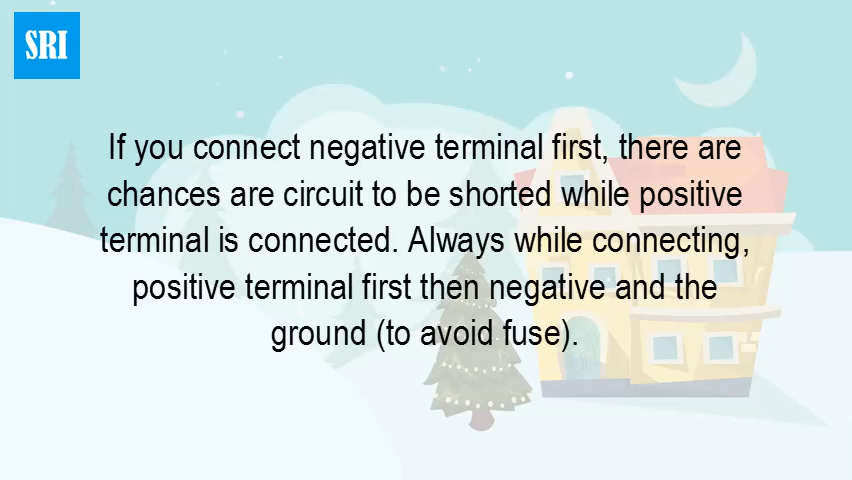 SRI
If you connect negative terminal first, there are
chances are circuit to be shorted while positive
terminal is connected. Always while connecting,
positive terminal first then negative and the
ground (to avoid fuse).